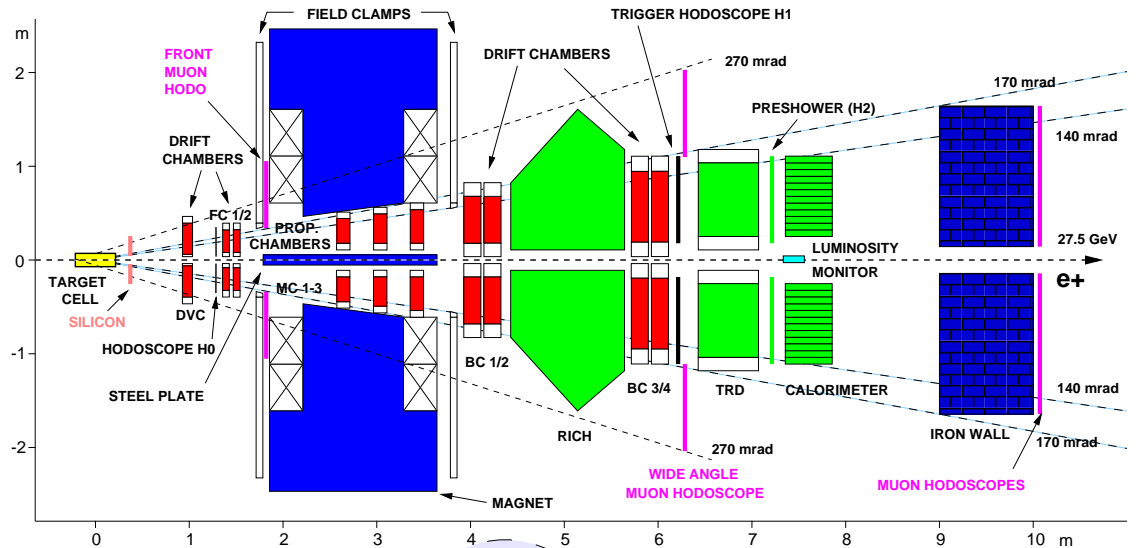 m
FIELD CLAMPS
TRIGGER HODOSCOPE H1
FRONT
MUON
HODO
DRIFT CHAMBERS
270 mrad
170 mrad
2
PRESHOWER (H2)
DRIFT
CHAMBERS
140 mrad
1
FC 1/2
PROP.
CHAMBERS
27.5 GeV
LUMINOSITY
0
MONITOR
e+
TARGET
CELL
MC 1-3
SILICON
DVC
HODOSCOPE H0
BC 1/2
-1
STEEL PLATE
BC 3/4
TRD
CALORIMETER
140 mrad
RICH
IRON WALL
170 mrad
-2
270 mrad
WIDE ANGLE
MUON HODOSCOPE
MUON HODOSCOPES
MAGNET
0 1 2 3 4 5 6 7 8 9 10 m